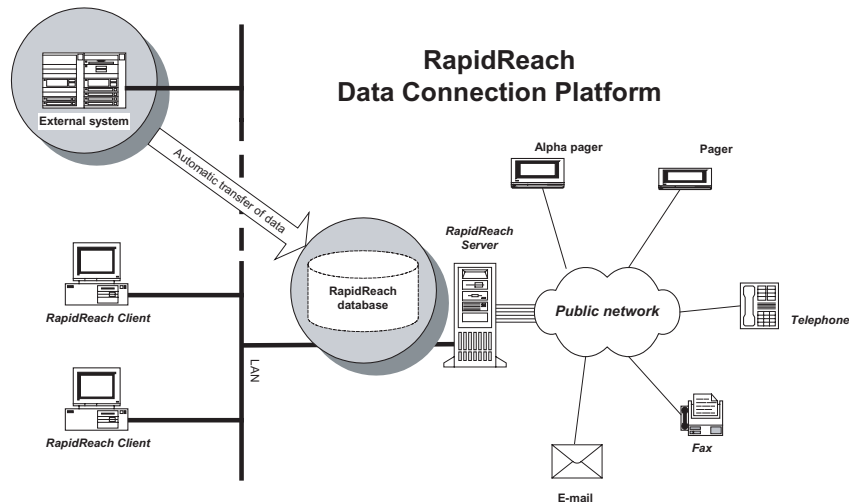 RapidReach
Data Connection Platform
External system
Automatic transfer of data
Alpha pager
Pager
RapidReach
Server
RapidReach
database
Public network
Telephone
RapidReach Client
LAN
RapidReach Client
Fax
E-mail